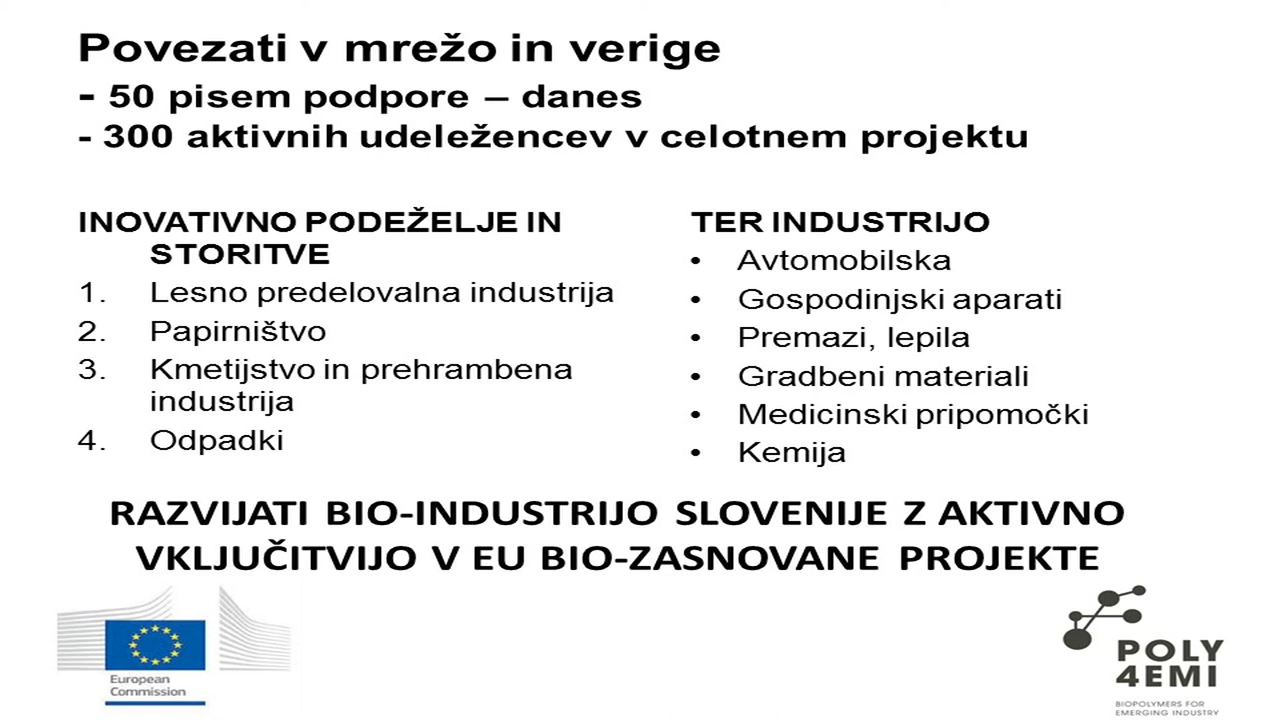 Povezati v mrežo in verige
- 50 pisem podpore – danes
- 300 aktivnih udeležencev v celotnem projektu
INOVATIVNO PODEŽELJE IN
STORITVE
1. Lesno predelovalna industrija
2. Papirništvo
3. Kmetijstvo in prehrambena
industrija
4. Odpadki
TER INDUSTRIJO
• Avtomobilska
• Gospodinjski aparati
• Premazi, lepila
• Gradbeni materiali
• Medicinski pripomočki
• Kemija
RAZVIJATI BIO-INDUSTRIJO SLOVENIJE Z AKTIVNO
VKLJUČITVIJO V EU BIO-ZASNOVANE PROJEKTE
European
Commission
POLY
4EMI
BIOPOLYMERS FOR
EMERGING INDUSTRY